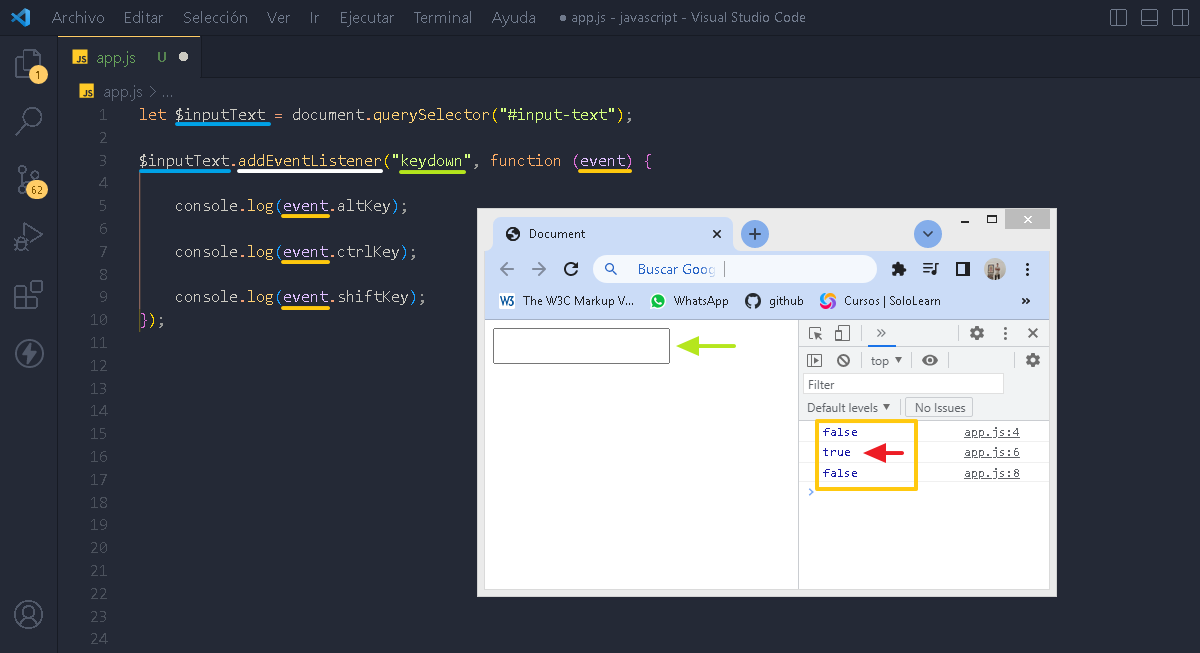 Archivo Editar Selección Ver Ir Ejecutar Terminal Ayuda ● app.js - javascript - Visual Studio Code
JS app.js U ●
JS app.js > ...
1 let $inputText = document.querySelector("#input-text");
2
3 $inputText.addEventListener("keydown", function (event) {
4
5 console.log(event.altKey);
6
7 console.log(event.ctrlKey);
8
9 console.log(event.shiftKey);
10 });
11
12
13
14
15
16
17
18
19
20
21
22
23
24
1
62
Document
Buscar Goog
W3 The W3C Markup V... WhatsApp github Cursos | SoloLearn »
»
top ▼
Filter
Default levels ▼ No Issues
false app.js:4
true app.js:6
false app.js:8
>